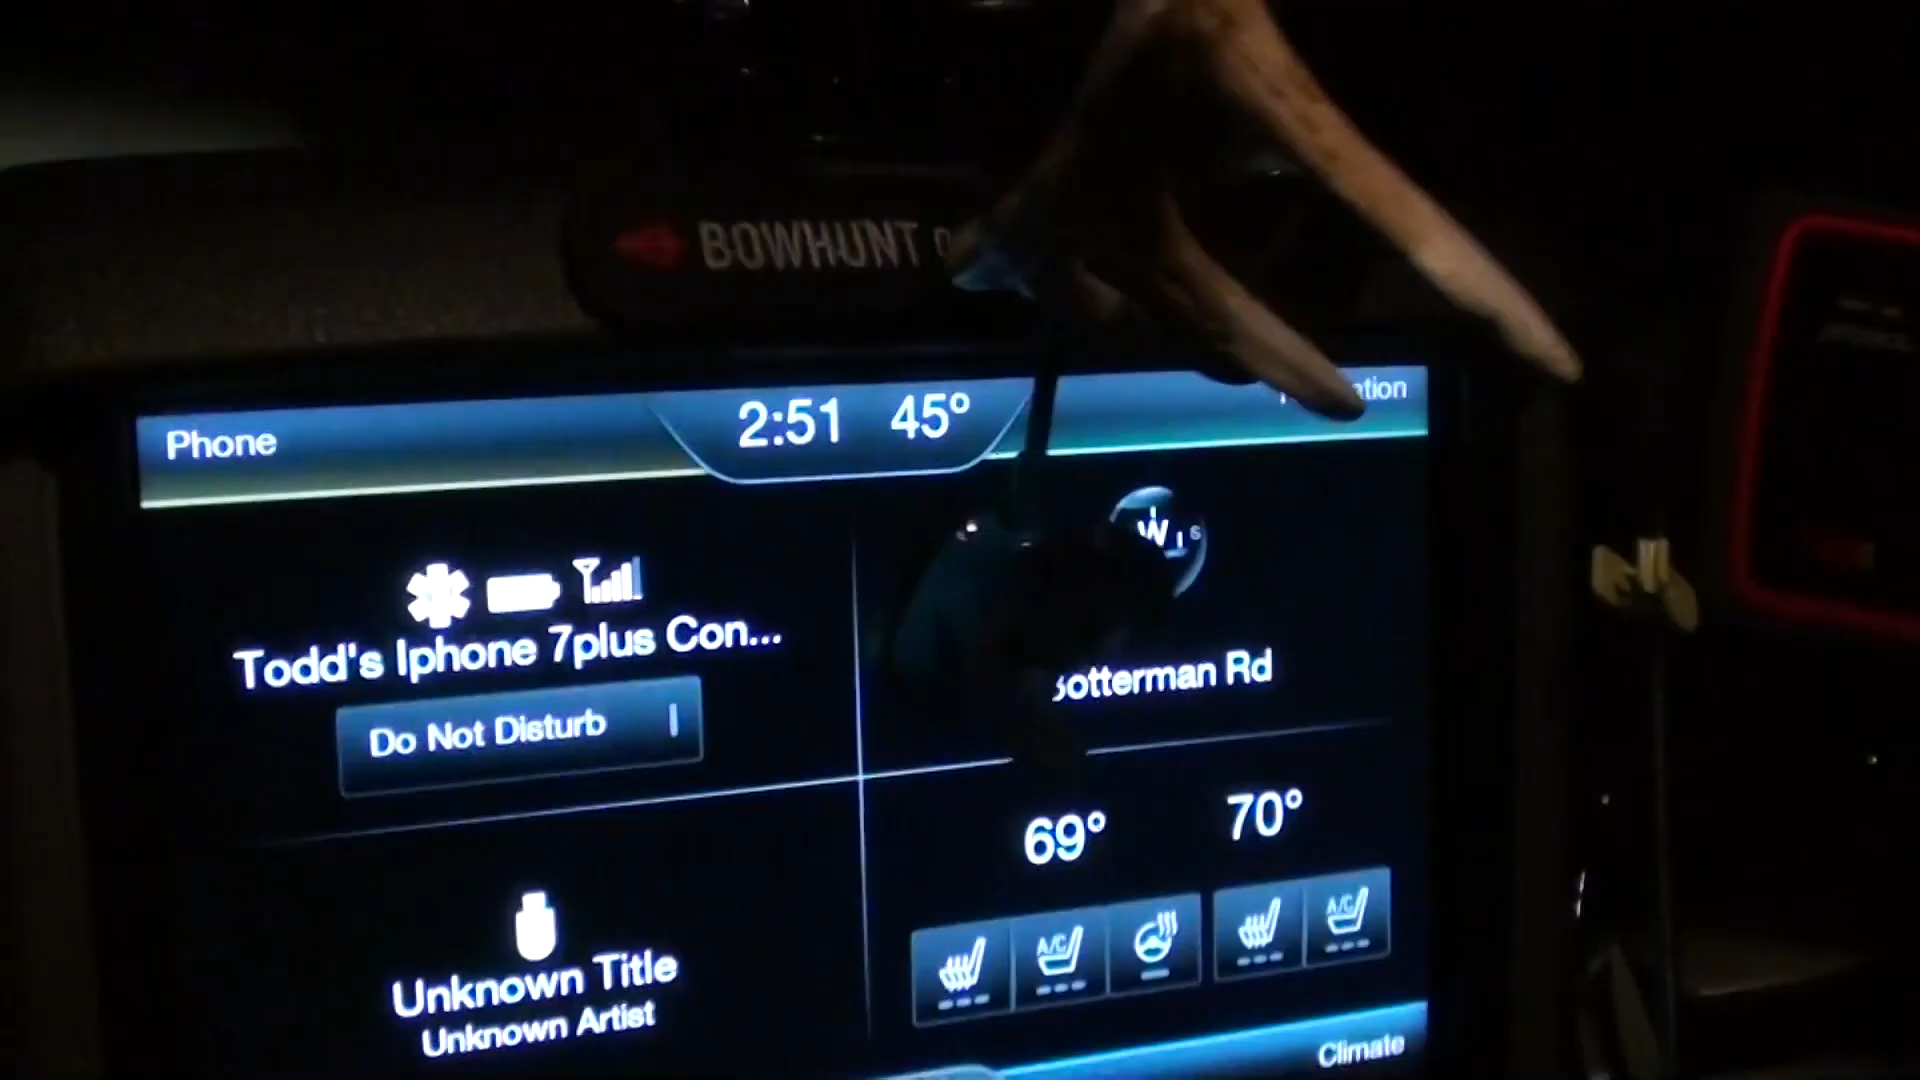 BOWHUNT
Phone
2:51 45°
W
S
Todd's Iphone 7plus Con...
Do Not Disturb
Rd
69° 70°
A/C
A/C
Unknown Title
Unknown Artist
Climate